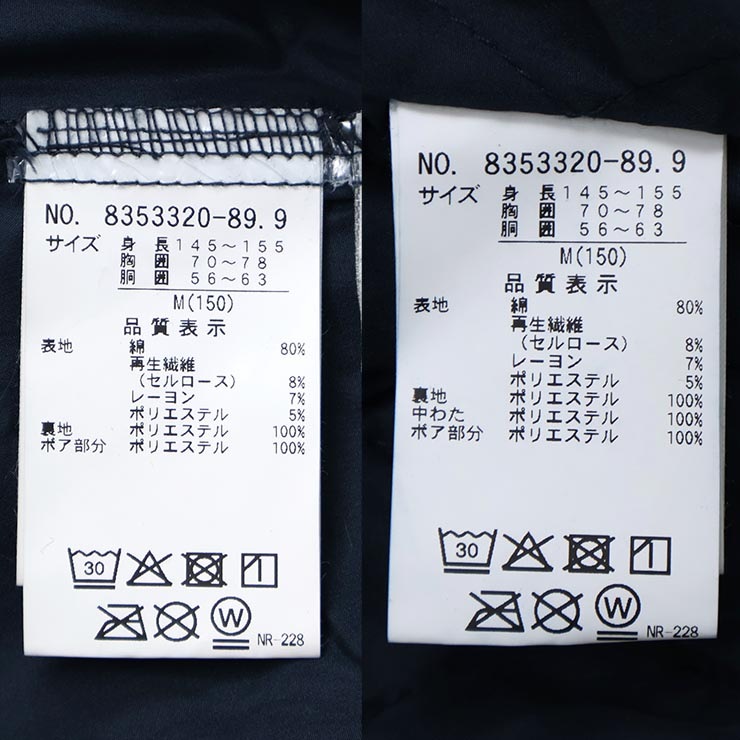 NO. 8353320-89.9
サイズ 身 長 145～155
胸 囲 70～78
胴 囲 56～63
M(150)
品質表示
表地 綿 80%
再生繊維
(セルロース) 8%
レーヨン 7%
ポリエステル 5%
裏地 ポリエステル 100%
ボア部分 ポリエステル 100%
30
W
NR-228
NO. 8353320-89.9
サイズ 身 長 145～155
胸 囲 70～78
胴 囲 56～63
M(150)
品質表示
表地 綿 80%
再生繊維
(セルロース) 8%
レーヨン 7%
ポリエステル 5%
裏地 ポリエステル 100%
中わた ポリエステル 100%
ボア部分 ポリエステル 100%
30
W
NR-228